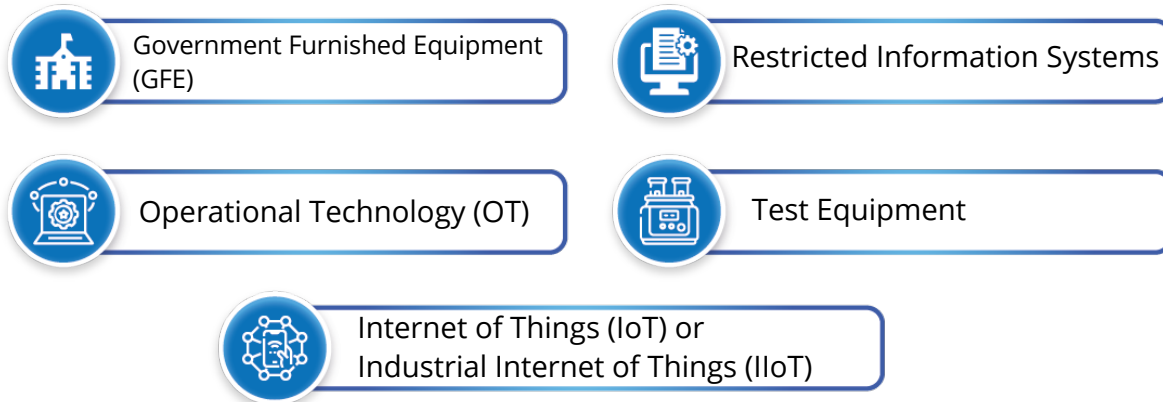 Government Furnished Equipment
(GFE)
Restricted Information Systems
Operational Technology (OT)
Test Equipment
Internet of Things (IoT) or
Industrial Internet of Things (IIoT)